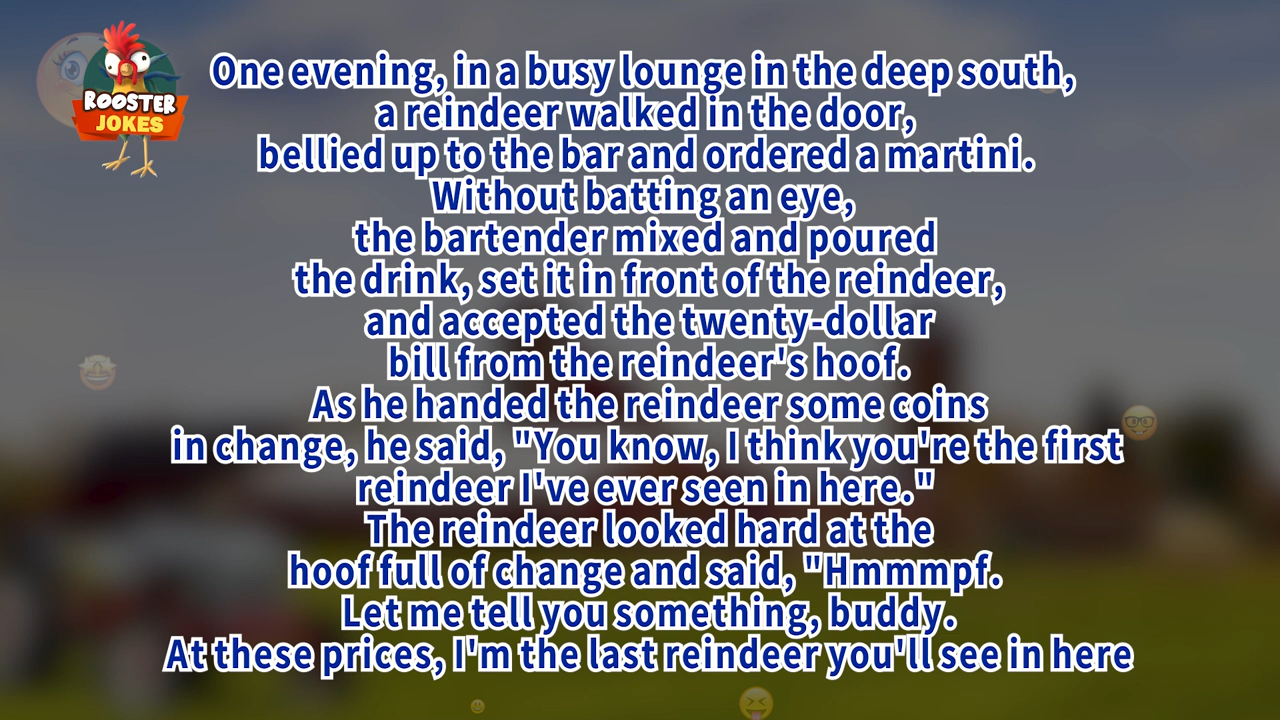 ROOSTER
JOKES
One evening, in a busy lounge in the deep south,
a reindeer walked in the door,
bellied up to the bar and ordered a martini.
Without batting an eye,
the bartender mixed and poured
the drink, set it in front of the reindeer,
and accepted the twenty-dollar
bill from the reindeer's hoof.
As he handed the reindeer some coins
in change, he said, "You know, I think you're the first
reindeer I've ever seen in here."
The reindeer looked hard at the
hoof full of change and said, "Hmmmpf.
Let me tell you something, buddy.
At these prices, I'm the last reindeer you'll see in here